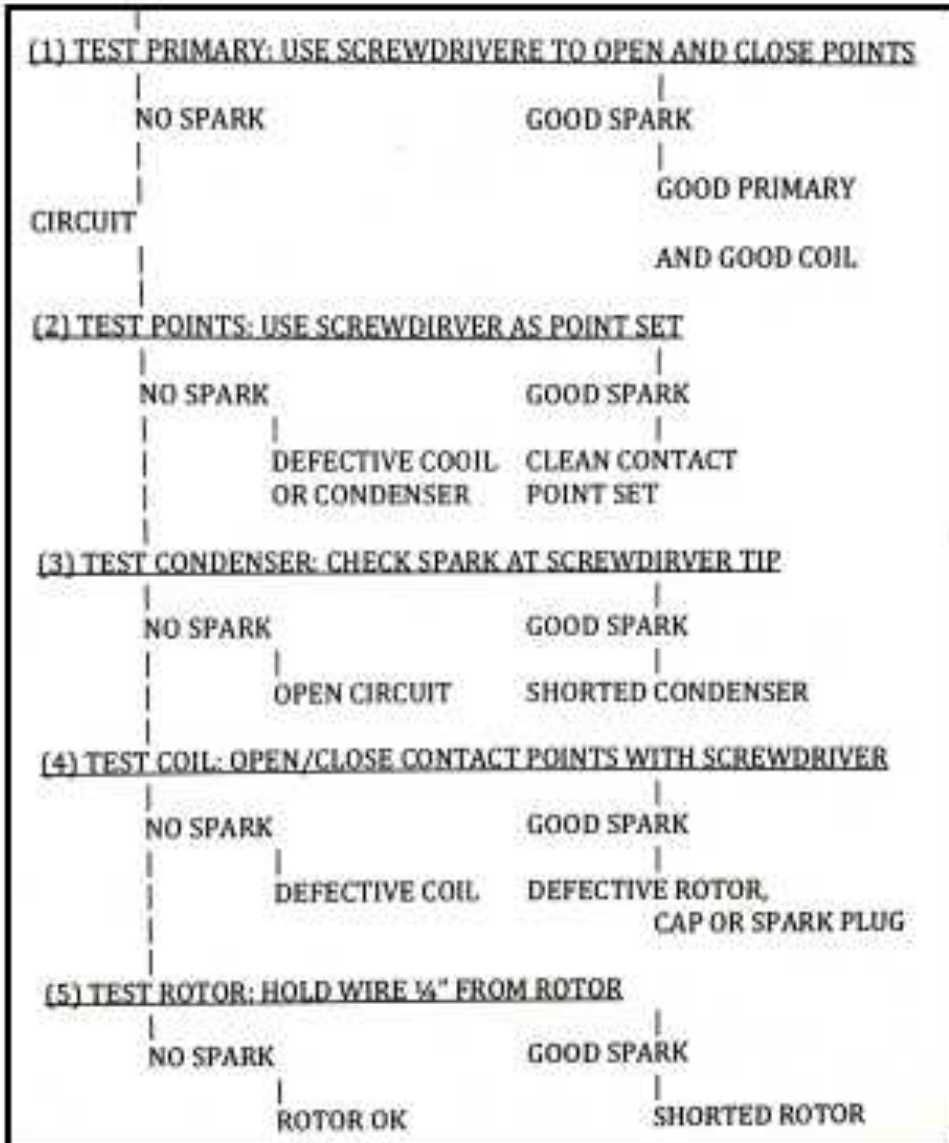 (1) TEST PRIMARY: USE SCREWDRIVERE TO OPEN AND CLOSE POINTS
NO SPARK GOOD SPARK
GOOD PRIMARY
CIRCUIT
AND GOOD COIL
(2) TEST POINTS: USE SCREWDIRVER AS POINT SET
NO SPARK GOOD SPARK
DEFECTIVE COOIL CLEAN CONTACT
OR CONDENSER POINT SET
(3) TEST CONDENSER: CHECK SPARK AT SCREWDIRVER TIP
NO SPARK GOOD SPARK
OPEN CIRCUIT SHORTED CONDENSER
(4) TEST COIL: OPEN/CLOSE CONTACT POINTS WITH SCREWDRIVER
NO SPARK GOOD SPARK
DEFECTIVE COIL DEFECTIVE ROTOR,
CAP OR SPARK PLUG
(5) TEST ROTOR: HOLD WIRE ¼" FROM ROTOR
NO SPARK GOOD SPARK
ROTOR OK SHORTED ROTOR